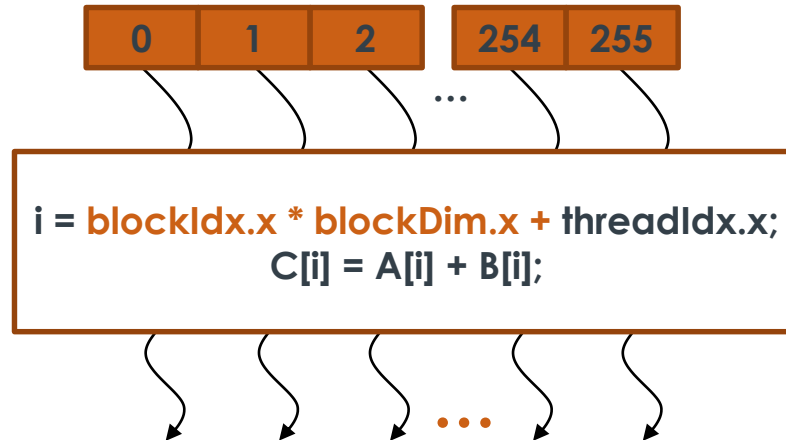 0 1 2 254 255
...
i = blockIdx.x * blockDim.x + threadIdx.x;
C[i] = A[i] + B[i];
...